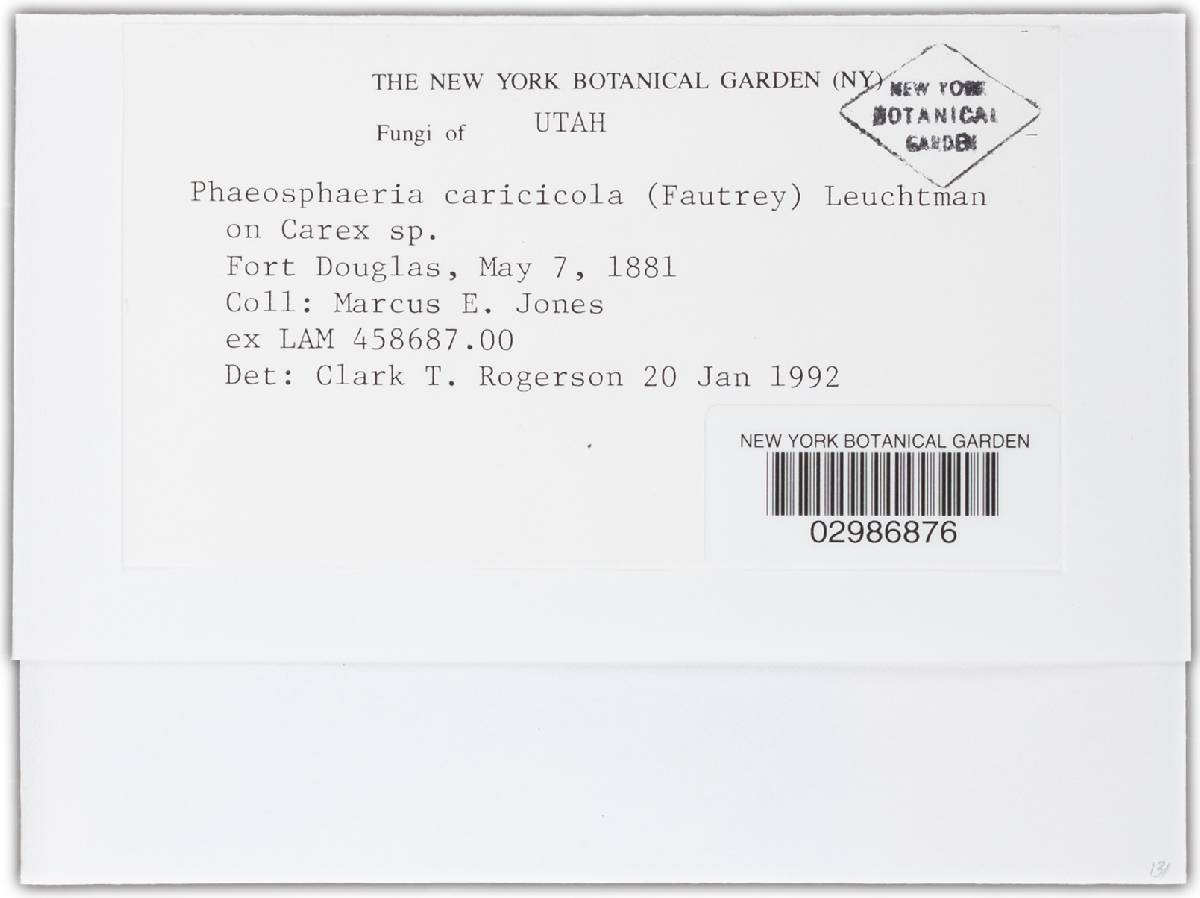 THE NEW YORK BOTANICAL GARDEN (NY)
NEW YORK
BOTANICAL
GARDEN
Fungi of UTAH
Phaeosphaeria caricicola (Fautrey) Leuchtman
on Carex sp.
Fort Douglas, May 7, 1881
Coll: Marcus E. Jones
ex LAM 458687.00
Det: Clark T. Rogerson 20 Jan 1992
NEW YORK BOTANICAL GARDEN
02986876